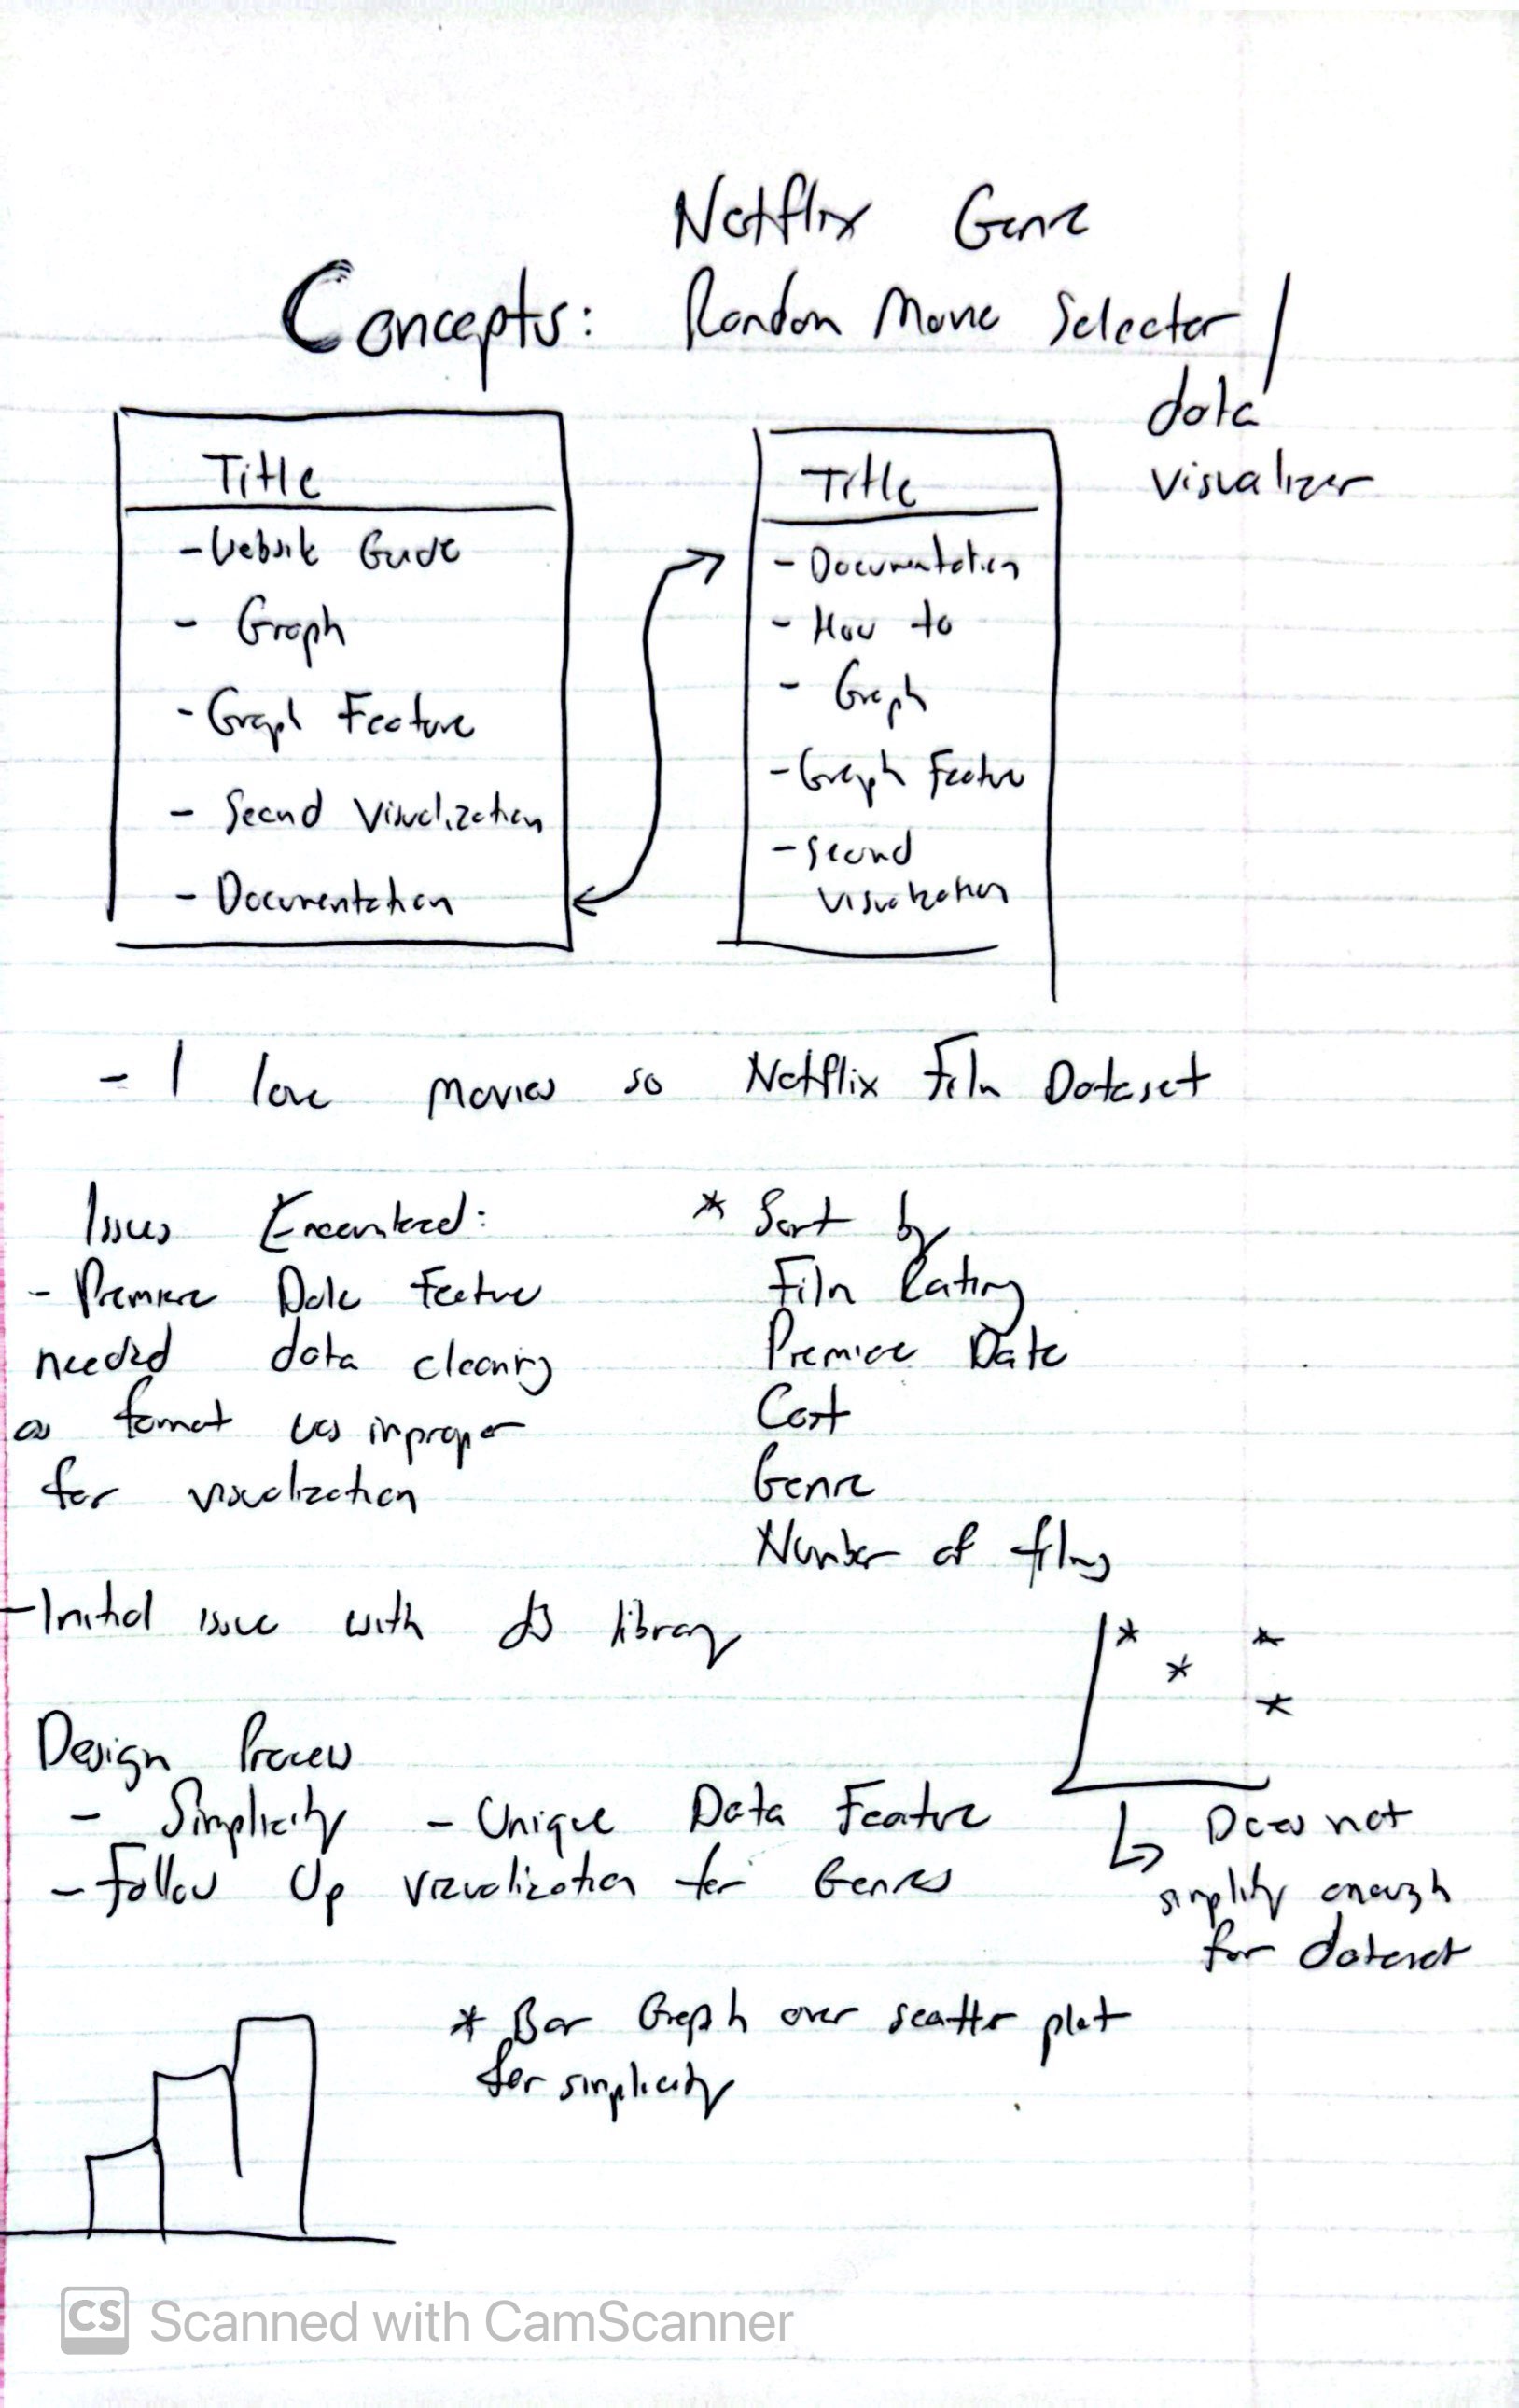 Netflix Genre
Concepts: Random Movie Selector /
data
visualizer
Title
- Website Guide
- Graph
- Graph Feature
- Second Visualization
- Documentation
Title
- Documentation
- How to
- Graph
- Graph Feature
- Second
visualization
- I love movies so Netflix Film Dataset
Issues Encountered:
- Premiere Date Feature
needed data cleaning
as format was improper
for visualization
- Initial issue with d3 library
* Sort by
Film Rating
Premiere Date
Cost
Genre
Number of films
Design Process
- Simplicity - Unique Data Feature
- Follow Up vizualization for Genres
Does not
simplify enough
for dataset
* Bar Graph over scatter plot
for simplicity
CS Scanned with CamScanner